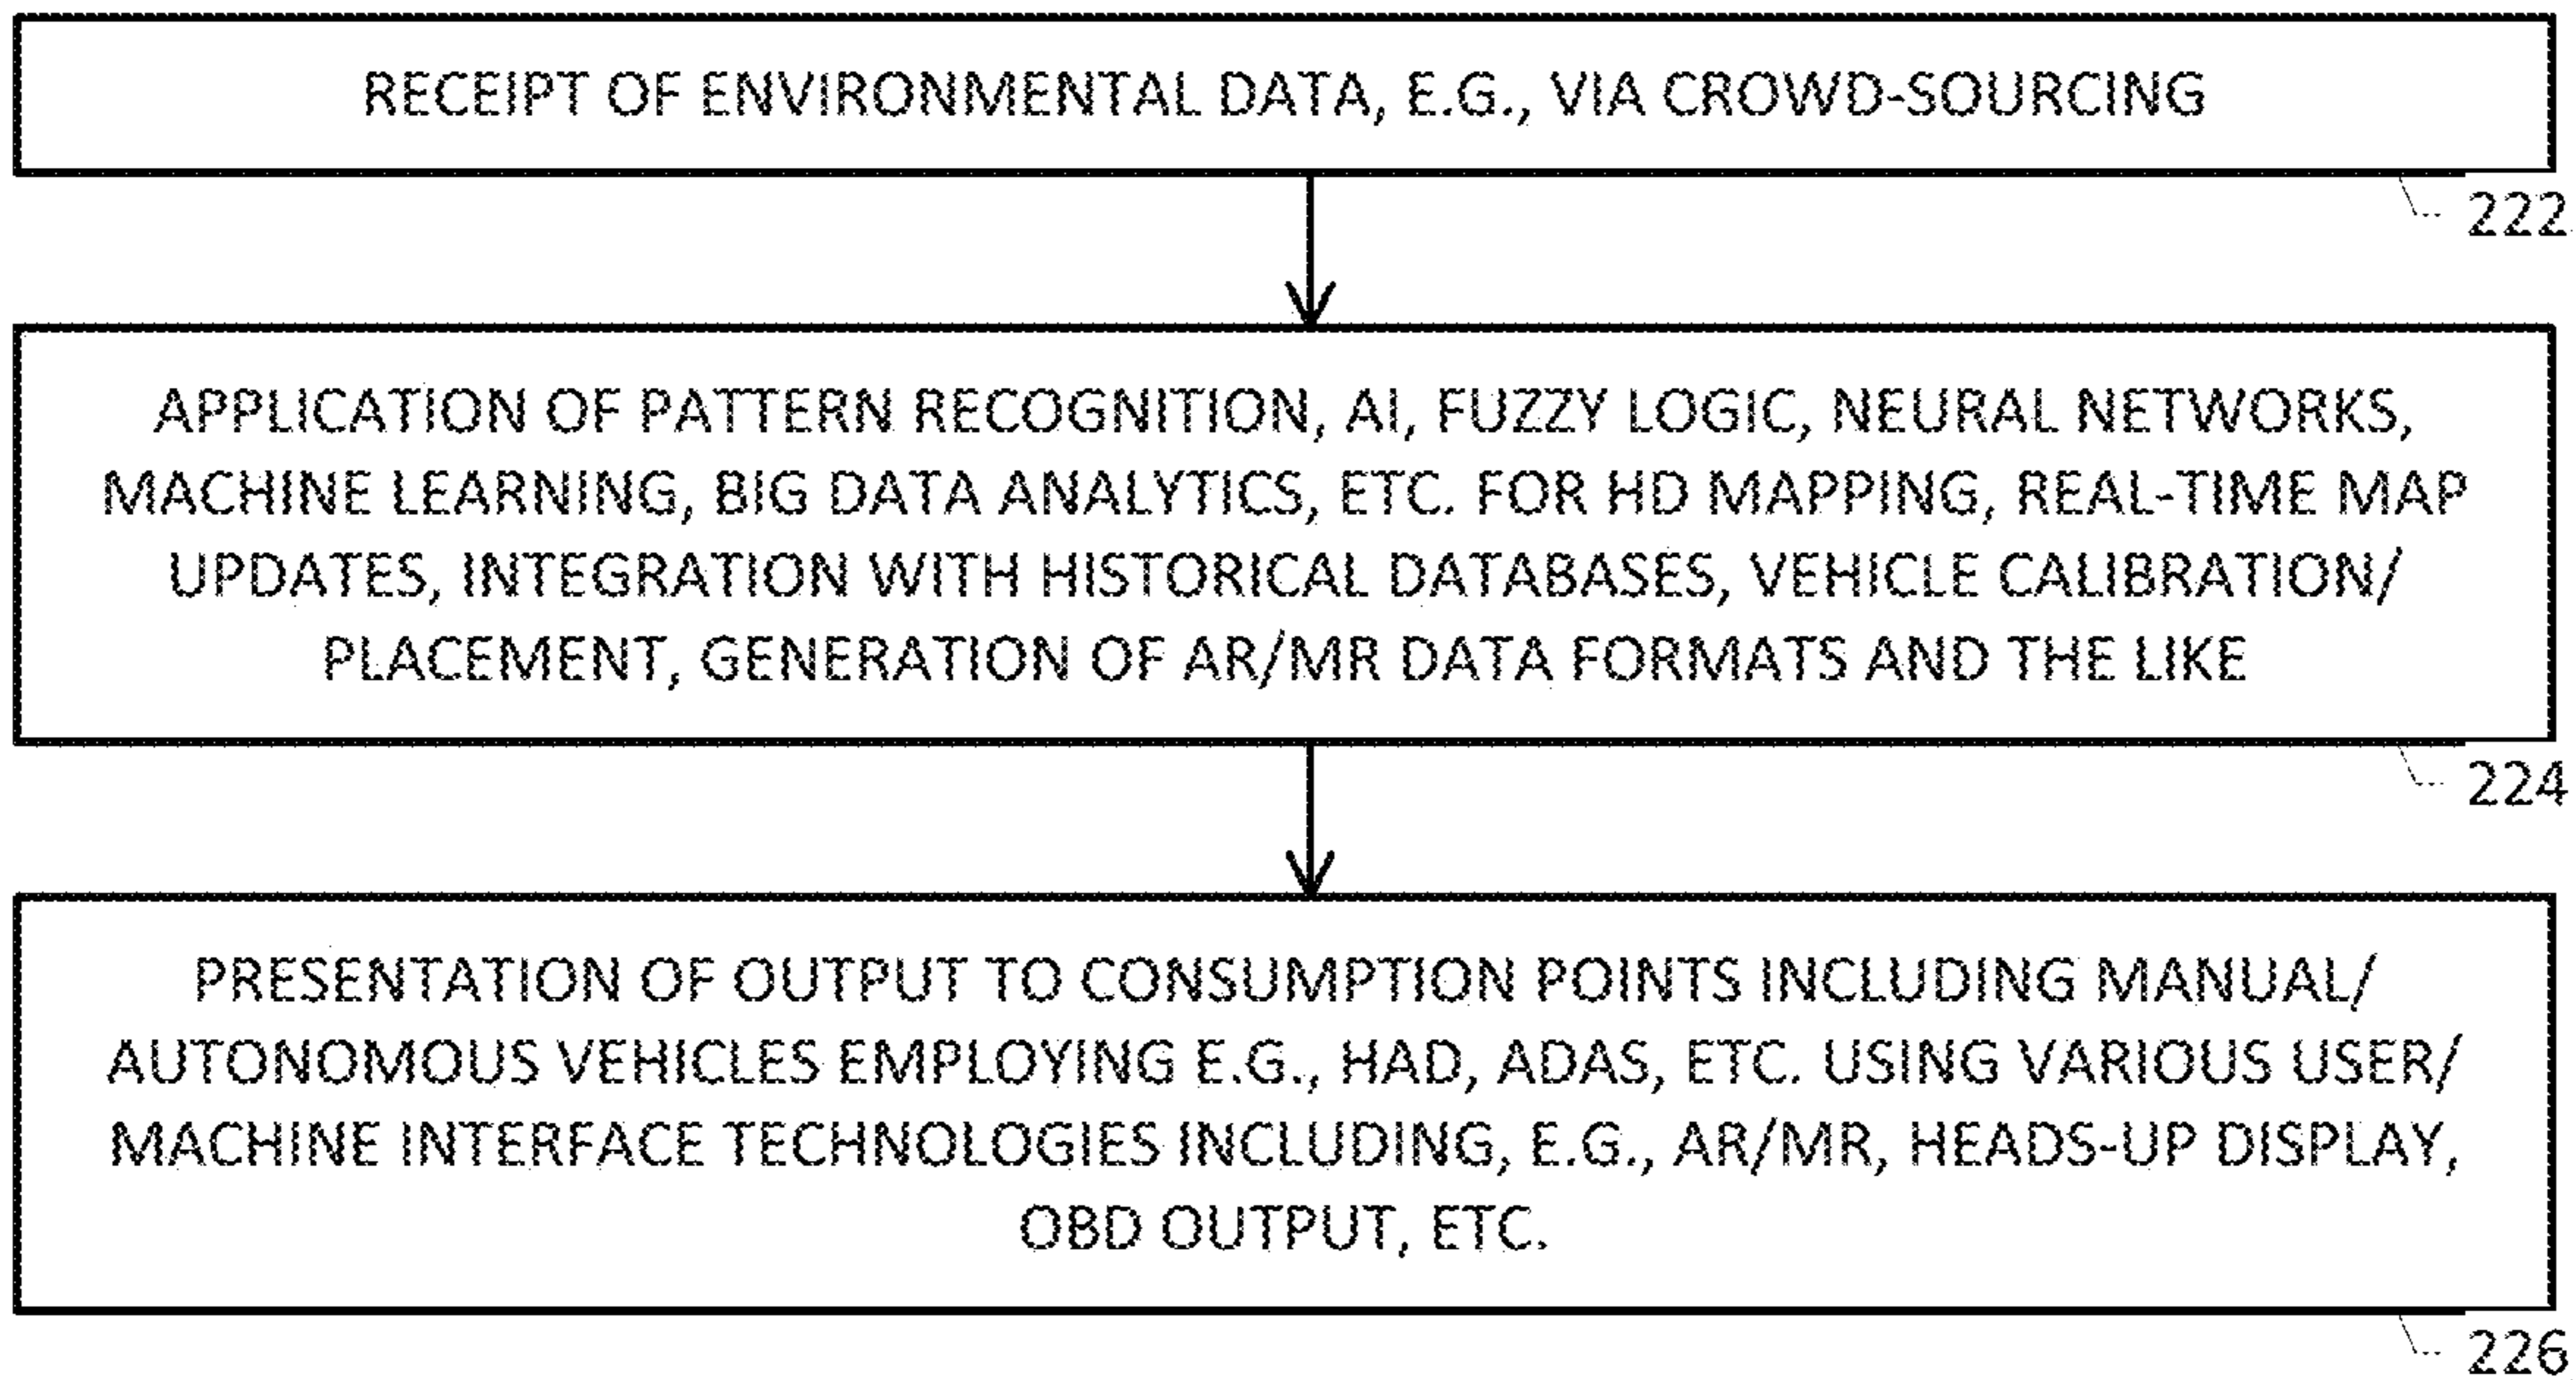 RECEIPT OF ENVIRONMENTAL DATA, E.G., VIA CROWD-SOURCING
222
APPLICATION OF PATTERN RECOGNITION, AI, FUZZY LOGIC, NEURAL NETWORKS,
MACHINE LEARNING, BIG DATA ANALYTICS, ETC. FOR HD MAPPING, REAL-TIME MAP
UPDATES, INTEGRATION WITH HISTORICAL DATABASES, VEHICLE CALIBRATION/
PLACEMENT, GENERATION OF AR/MR DATA FORMATS AND THE LIKE
224
PRESENTATION OF OUTPUT TO CONSUMPTION POINTS INCLUDING MANUAL/
AUTONOMOUS VEHICLES EMPLOYING E.G., HAD, ADAS, ETC. USING VARIOUS USER/
MACHINE INTERFACE TECHNOLOGIES INCLUDING, E.G., AR/MR, HEADS-UP DISPLAY,
OBD OUTPUT, ETC.
226